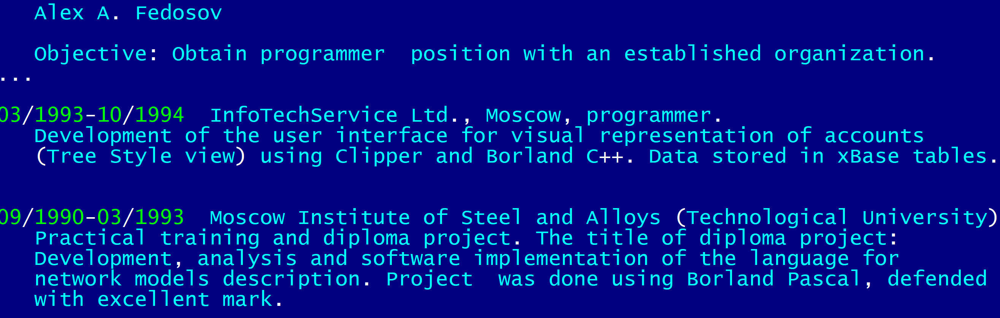 Alex A. Fedosov
Objective: Obtain programmer  position with an established organization.
...
03/1993-10/1994  InfoTechService Ltd., Moscow, programmer.
Development of the user interface for visual representation of accounts
(Tree Style view) using Clipper and Borland C++. Data stored in xBase tables.
09/1990-03/1993  Moscow Institute of Steel and Alloys (Technological University)
Practical training and diploma project. The title of diploma project:
Development, analysis and software implementation of the language for
network models description. Project  was done using Borland Pascal, defended
with excellent mark.